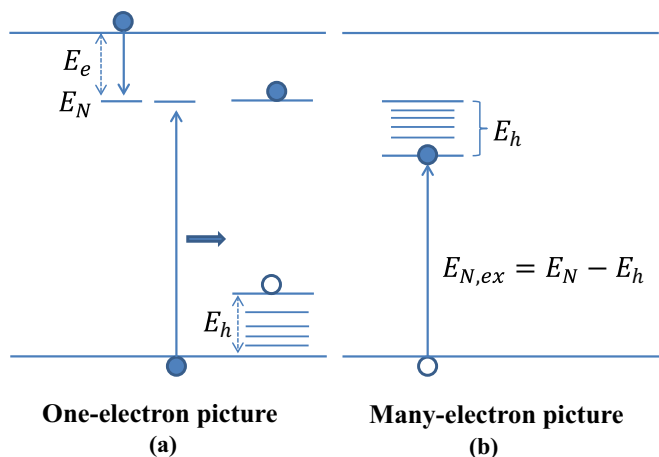 E_e
E_N
E_h
One-electron picture
(a)
E_h
E_{N,ex} = E_N − E_h
Many-electron picture
(b)